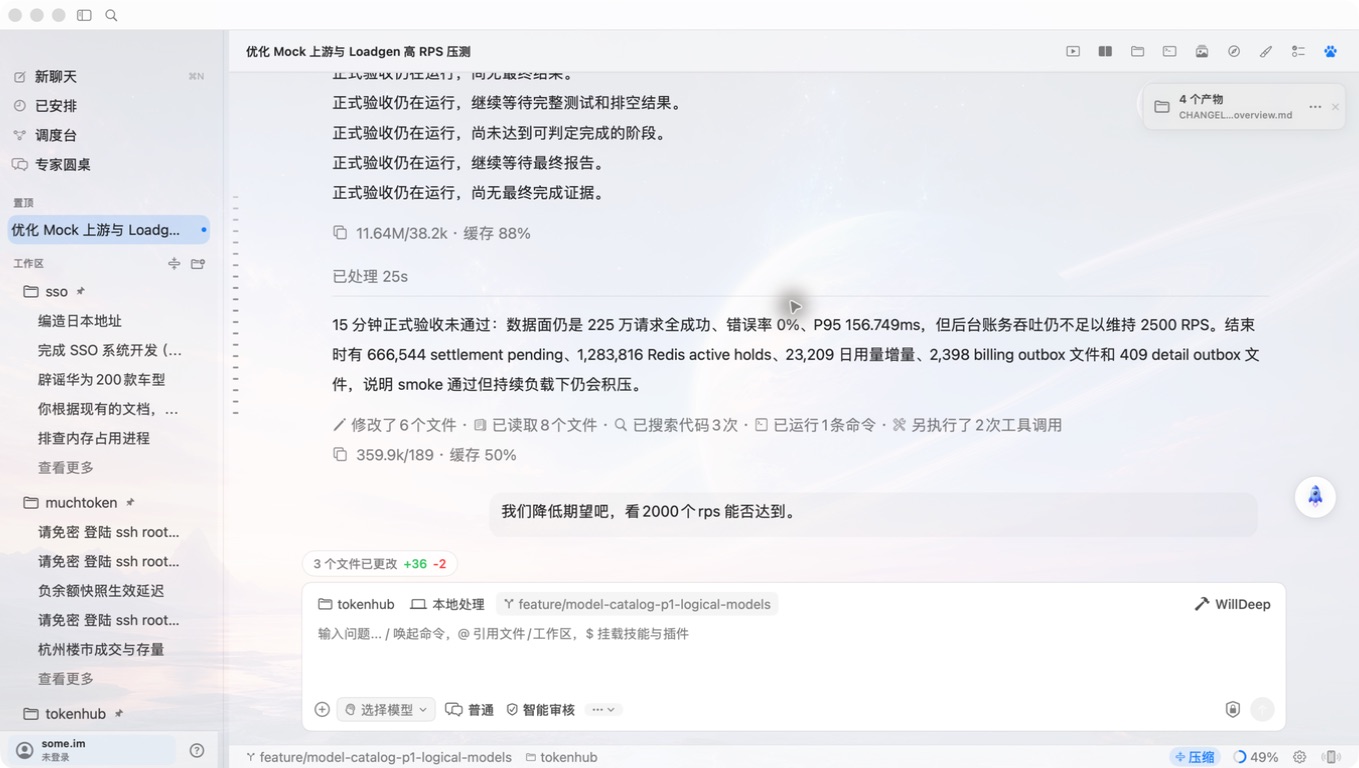 优化 Mock 上游与 Loadgen 高 RPS 压测
新聊天 ⌘N
已安排
调度台
专家圆桌
置顶
优化 Mock 上游与 Loadg...
工作区
sso
编造日本地址
完成 SSO 系统开发 (...
辟谣华为200款车型
你根据现有的文档，...
排查内存占用进程
查看更多
muchtoken
请免密 登陆 ssh root...
请免密 登陆 ssh root...
负余额快照生效延迟
请免密 登陆 ssh root...
杭州楼市成交与存量
查看更多
tokenhub
some.im
未登录
正式验收仍在运行，尚无最终结果。
正式验收仍在运行，继续等待完整测试和排空结果。
正式验收仍在运行，尚未达到可判定完成的阶段。
正式验收仍在运行，继续等待最终报告。
正式验收仍在运行，尚无最终完成证据。
11.64M/38.2k · 缓存 88%
已处理 25s
15 分钟正式验收未通过：数据面仍是 225 万请求全成功、错误率 0%、P95 156.749ms，但后台账务吞吐仍不足以维持 2500 RPS。结束
时有 666,544 settlement pending、1,283,816 Redis active holds、23,209 日用量增量、2,398 billing outbox 文件和 409 detail outbox 文
件，说明 smoke 通过但持续负载下仍会积压。
修改了6个文件 · 已读取8个文件 · 已搜索代码3次 · 已运行1条命令 · 另执行了2次工具调用
359.9k/189 · 缓存 50%
我们降低期望吧，看2000个rps 能否达到。
4 个产物
CHANGEL...overview.md
3 个文件已更改 +36 -2
tokenhub 本地处理 feature/model-catalog-p1-logical-models WillDeep
输入问题... / 唤起命令，@ 引用文件/工作区，$ 挂载技能与插件
选择模型 普通 智能审核
feature/model-catalog-p1-logical-models tokenhub 压缩 49%